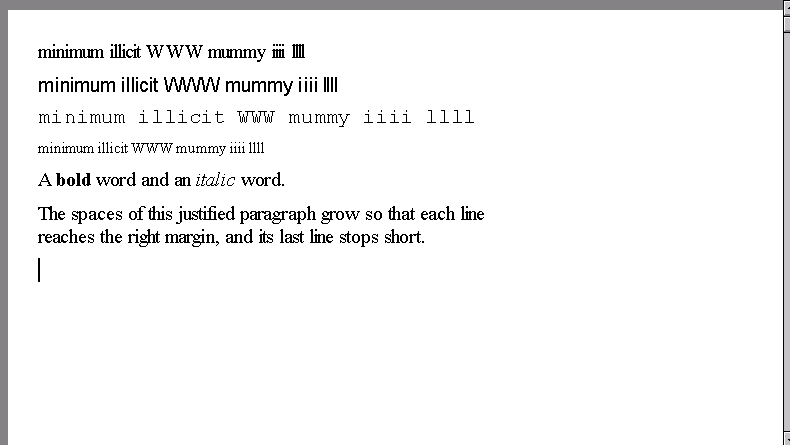 minimum illicit WWW mummy iiii llll
minimum illicit WWW mummy iiii llll
minimum illicit WWW mummy iiii llll
minimum illicit WWW mummy iiii llll
A bold word and an italic word.
The spaces of this justified paragraph grow so that each line
reaches the right margin, and its last line stops short.